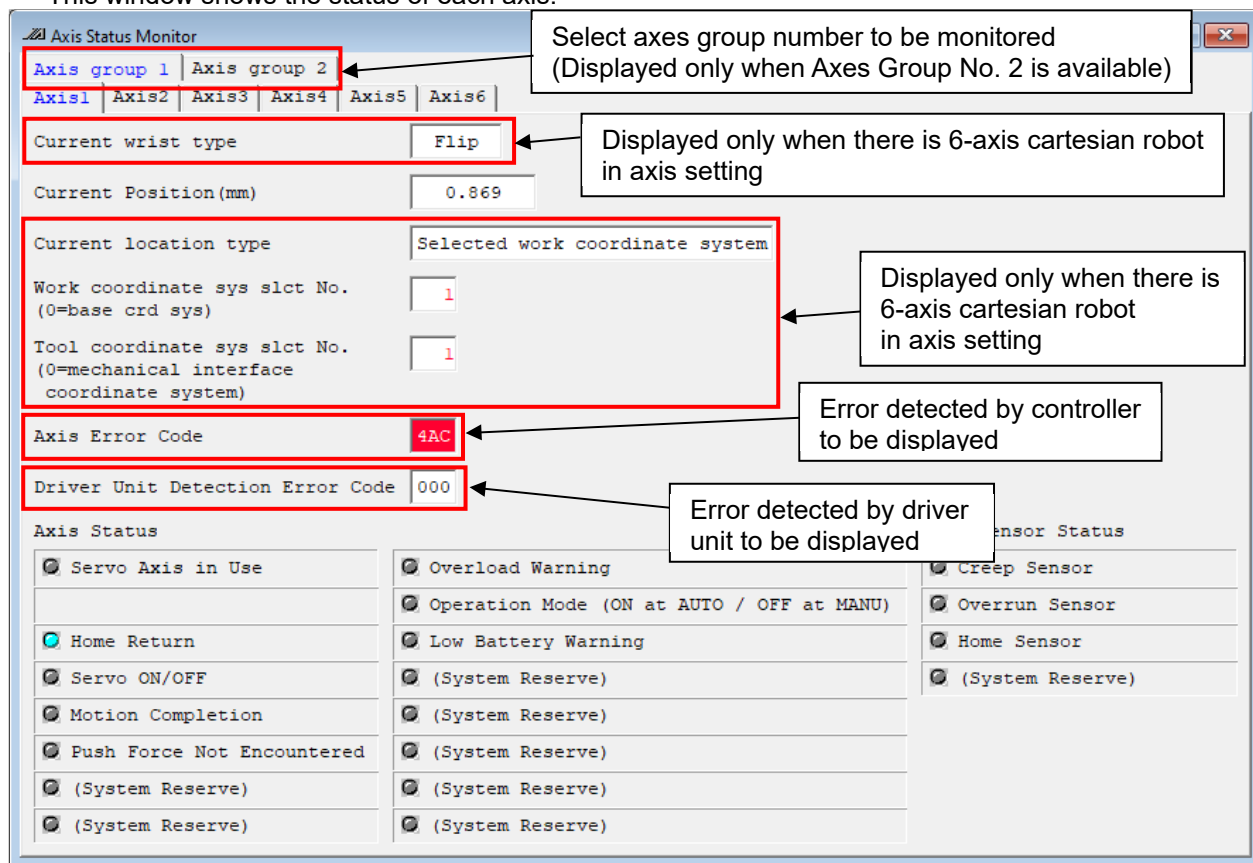 This window shows the status of each axis.
Axis Status Monitor
Select axes group number to be monitored
(Displayed only when Axes Group No. 2 is available)
Axis group 1 Axis group 2
Axis1 Axis2 Axis3 Axis4 Axis5 Axis6
Current wrist type Flip
Displayed only when there is 6-axis cartesian robot
in axis setting
Current Position(mm) 0.869
Current location type Selected work coordinate system
Work coordinate sys slct No. 1
(0=base crd sys)
Displayed only when there is
6-axis cartesian robot
in axis setting
Tool coordinate sys slct No. 1
(0=mechanical interface
coordinate system)
Error detected by controller
to be displayed
Axis Error Code 4AC
Driver Unit Detection Error Code 000
Error detected by driver
unit to be displayed
Axis Status ensor Status
Servo Axis in Use Overload Warning Creep Sensor
Operation Mode (ON at AUTO / OFF at MANU) Overrun Sensor
Home Return Low Battery Warning Home Sensor
Servo ON/OFF (System Reserve) (System Reserve)
Motion Completion (System Reserve)
Push Force Not Encountered (System Reserve)
(System Reserve) (System Reserve)
(System Reserve) (System Reserve)